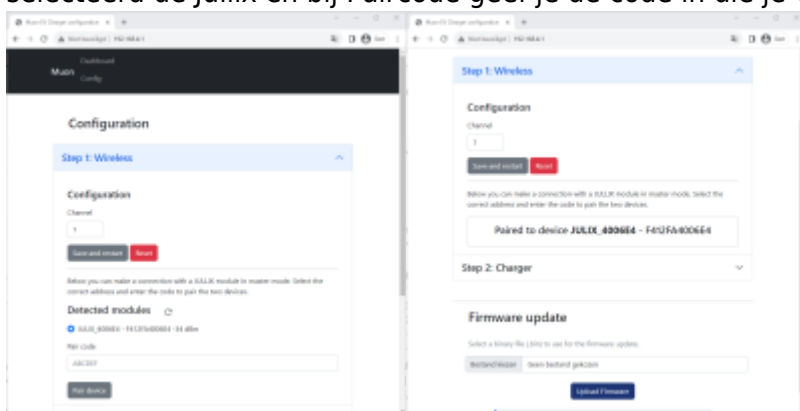 selecteerd de Julix en bij Paircode geef je de code in die je
Muon
Dashboard
Config
Configuration
Step 1: Wireless
Configuration
Channel
1
Save and restart Reset
Below you can make a connection with a JULIX module in master mode. Select the
correct address and enter the code to pair the two devices.
Detected modules
Pair code
ABCDEF
Pair device
Step 1: Wireless
Configuration
Channel
1
Save and restart Reset
Below you can make a connection with a JULIX module in master mode. Select the
correct address and enter the code to pair the two devices.
Paired to device JULIX_4006E4 - F412FA4006E4
Step 2: Charger
Firmware update
Select a binary file (.bin) to use for the firmware update.
Bestand kiezen Geen bestand gekozen
Upload Firmware